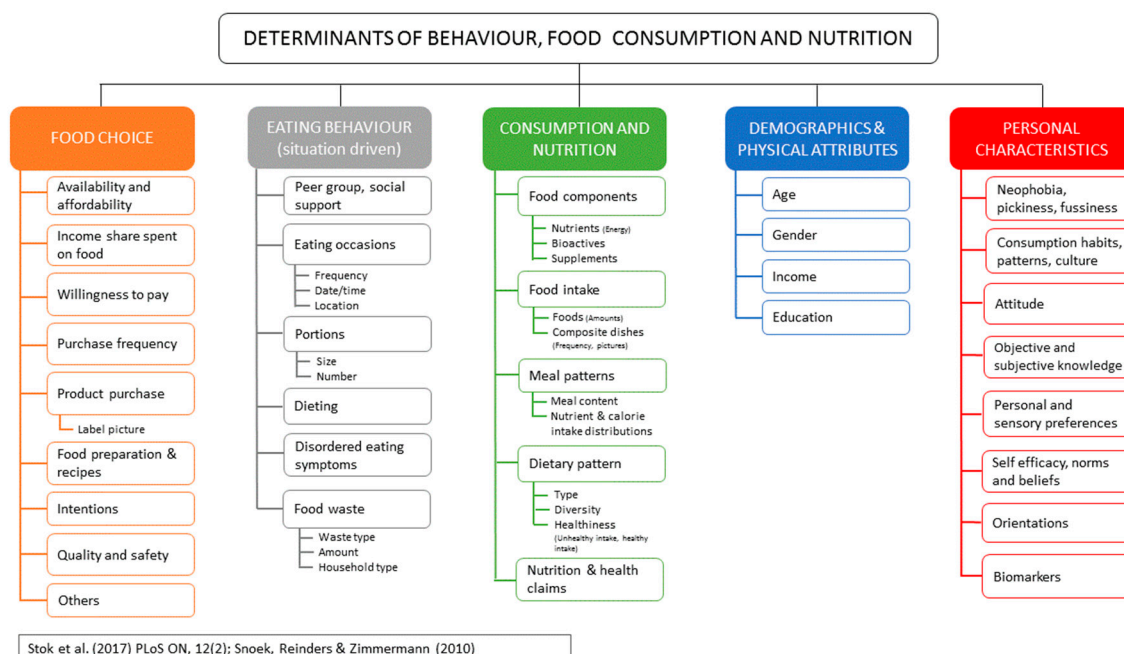 DETERMINANTS OF BEHAVIOUR, FOOD CONSUMPTION AND NUTRITION
FOOD CHOICE
Availability and
affordability
Income share spent
on food
Willingness to pay
Purchase frequency
Product purchase
Label picture
Food preparation &
recipes
Intentions
Quality and safety
Others
EATING BEHAVIOUR
(situation driven)
Peer group, social
support
Eating occasions
Frequency
Date/time
Location
Portions
Size
Number
Dieting
Disordered eating
symptoms
Food waste
Waste type
Amount
Household type
CONSUMPTION AND
NUTRITION
Food components
Nutrients (Energy)
Bioactives
Supplements
Food intake
Foods (Amounts)
Composite dishes
(Frequency, pictures)
Meal patterns
Meal content
Nutrient & calorie
intake distributions
Dietary pattern
Type
Diversity
Healthiness
(Unhealthy intake, healthy
intake)
Nutrition & health
claims
DEMOGRAPHICS &
PHYSICAL ATTRIBUTES
Age
Gender
Income
Education
PERSONAL
CHARACTERISTICS
Neophobia,
pickiness, fussiness
Consumption habits,
patterns, culture
Attitude
Objective and
subjective knowledge
Personal and
sensory preferences
Self efficacy, norms
and beliefs
Orientations
Biomarkers
Stok et al. (2017) PLoS ON, 12(2); Snoek, Reinders & Zimmermann (2010)